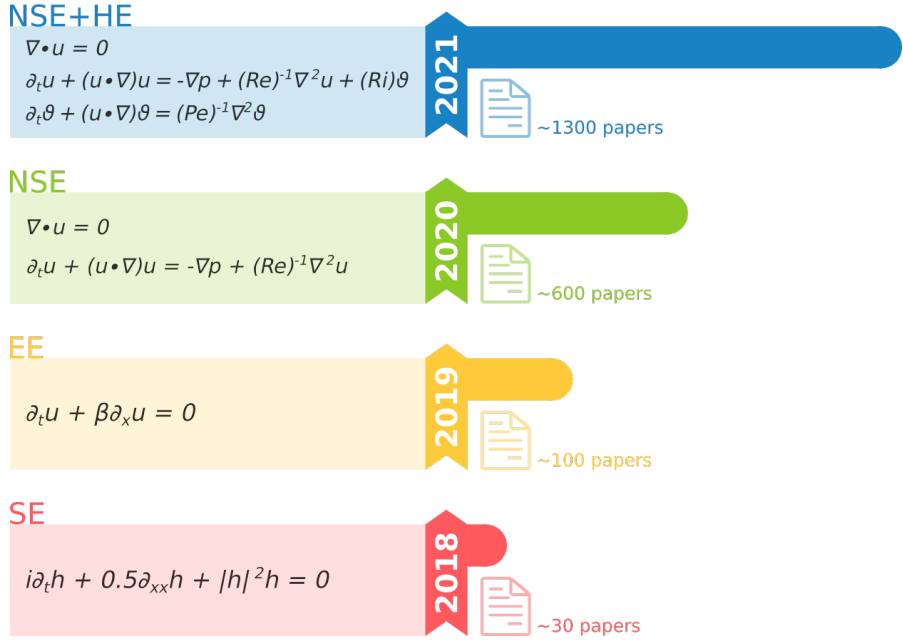 NSE+HE
∇•u = 0
∂ₜu + (u•∇)u = -∇p + (Re)⁻¹∇²u + (Ri)ϑ
∂ₜϑ + (u•∇)ϑ = (Pe)⁻¹∇²ϑ
2021
~1300 papers
NSE
∇•u = 0
∂ₜu + (u•∇)u = -∇p + (Re)⁻¹∇²u
2020
~600 papers
EE
∂ₜu + β∂ₓu = 0
2019
~100 papers
SE
i∂ₜh + 0.5∂ₓₓh + |h|²h = 0
2018
~30 papers